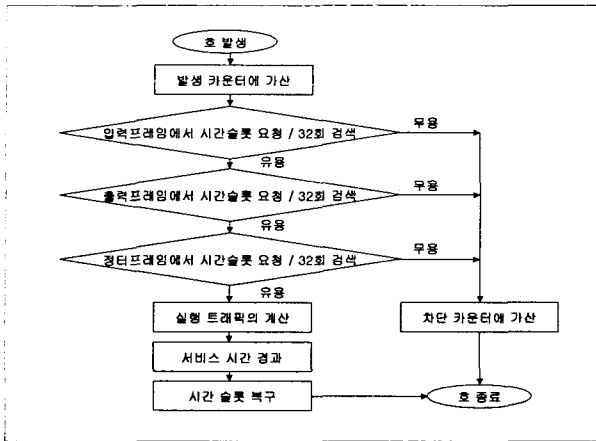 호 발생
발생 카운터에 가산
입력프레임에서 시간슬롯 요청 / 32회 검색
무용
유용
출력프레임에서 시간슬롯 요청 / 32회 검색
무용
유용
정터프레임에서 시간슬롯 요청 / 32회 검색
무용
유용
실행 트래픽의 계산
차단 카운터에 가산
서비스 시간 경과
시간 슬롯 복구
호 종료